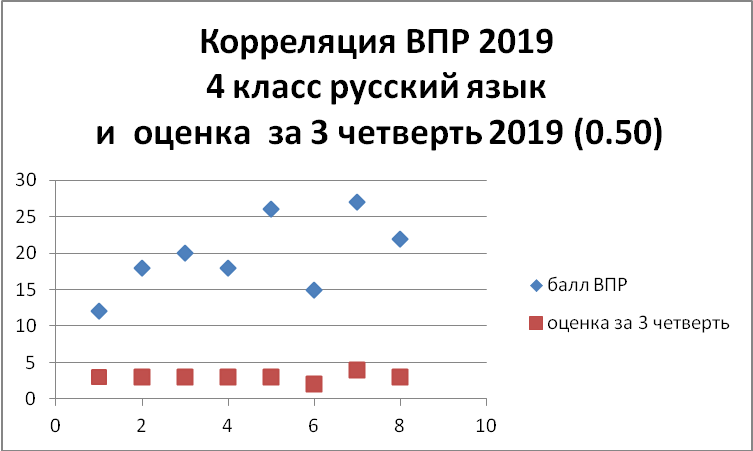 Корреляция ВПР 2019
4 класс русский язык
и оценка за 3 четверть 2019 (0.50)
30
25
20
15
10
5
0
0 2 4 6 8 10
балл ВПР
оценка за 3 четверть